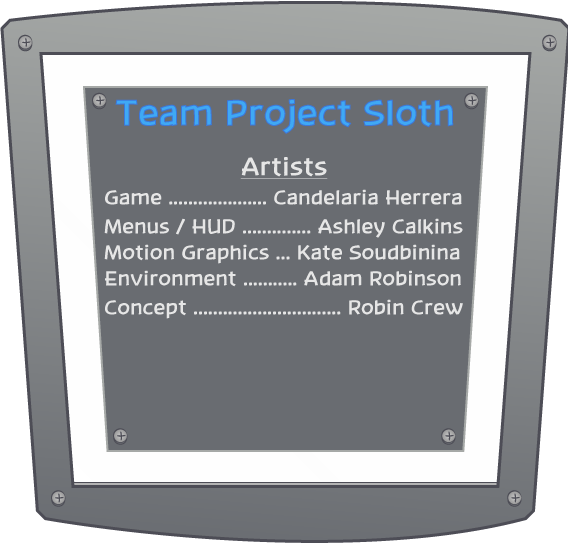 Team Project Sloth
Artists
Game .................... Candelaria Herrera
Menus / HUD .............. Ashley Calkins
Motion Graphics ... Kate Soudbinina
Environment ........... Adam Robinson
Concept .............................. Robin Crew